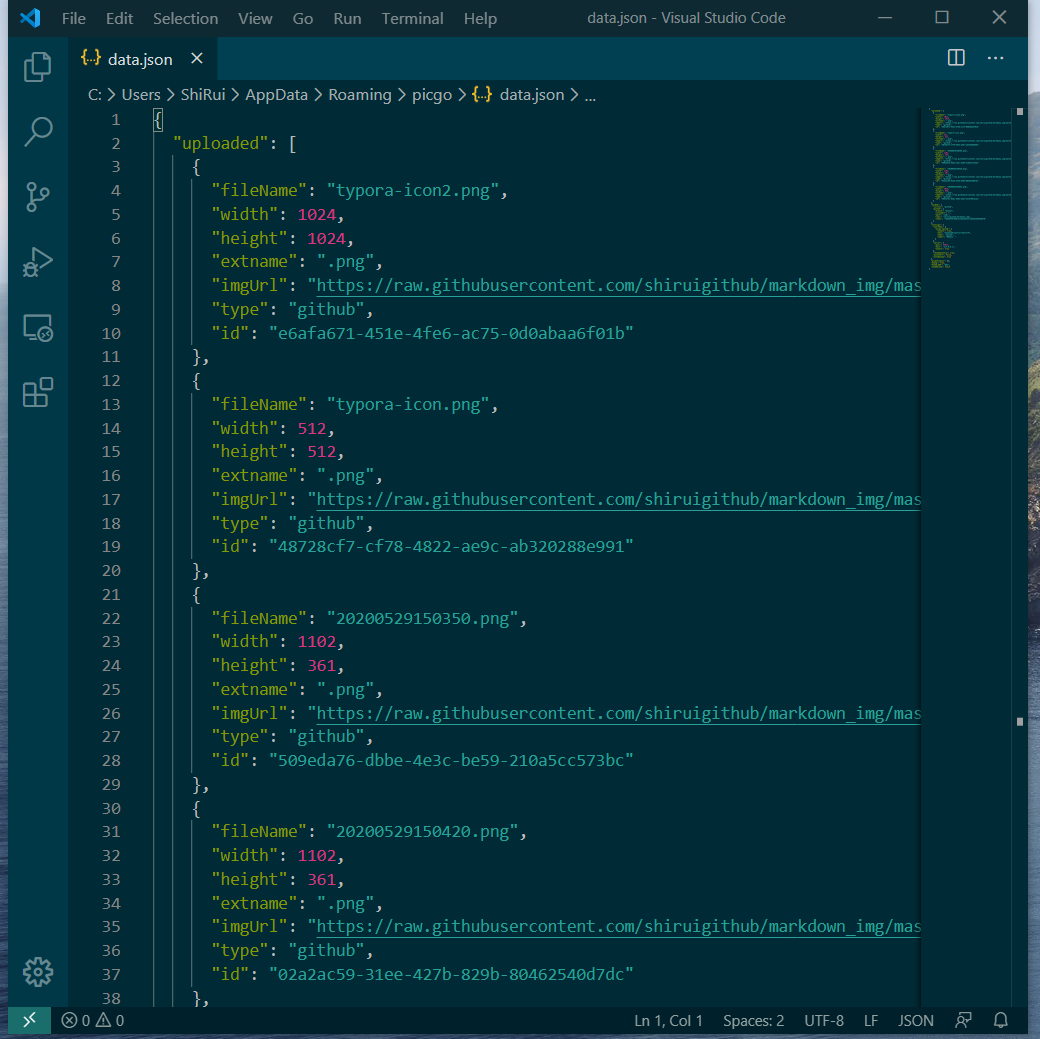 File Edit Selection View Go Run Terminal Help data.json - Visual Studio Code
{..} data.json
C: > Users > ShiRui > AppData > Roaming > picgo > {..} data.json > ...
1 {
2 "uploaded": [
3 {
4 "fileName": "typora-icon2.png",
5 "width": 1024,
6 "height": 1024,
7 "extname": ".png",
8 "imgUrl": "https://raw.githubusercontent.com/shiruigithub/markdown_img/mas
9 "type": "github",
10 "id": "e6afa671-451e-4fe6-ac75-0d0abaa6f01b"
11 },
12 {
13 "fileName": "typora-icon.png",
14 "width": 512,
15 "height": 512,
16 "extname": ".png",
17 "imgUrl": "https://raw.githubusercontent.com/shiruigithub/markdown_img/mas
18 "type": "github",
19 "id": "48728cf7-cf78-4822-ae9c-ab320288e991"
20 },
21 {
22 "fileName": "20200529150350.png",
23 "width": 1102,
24 "height": 361,
25 "extname": ".png",
26 "imgUrl": "https://raw.githubusercontent.com/shiruigithub/markdown_img/mas
27 "type": "github",
28 "id": "509eda76-dbbe-4e3c-be59-210a5cc573bc"
29 },
30 {
31 "fileName": "20200529150420.png",
32 "width": 1102,
33 "height": 361,
34 "extname": ".png",
35 "imgUrl": "https://raw.githubusercontent.com/shiruigithub/markdown_img/mas
36 "type": "github",
37 "id": "02a2ac59-31ee-427b-829b-80462540d7dc"
38 },
0 0 Ln 1, Col 1 Spaces: 2 UTF-8 LF JSON